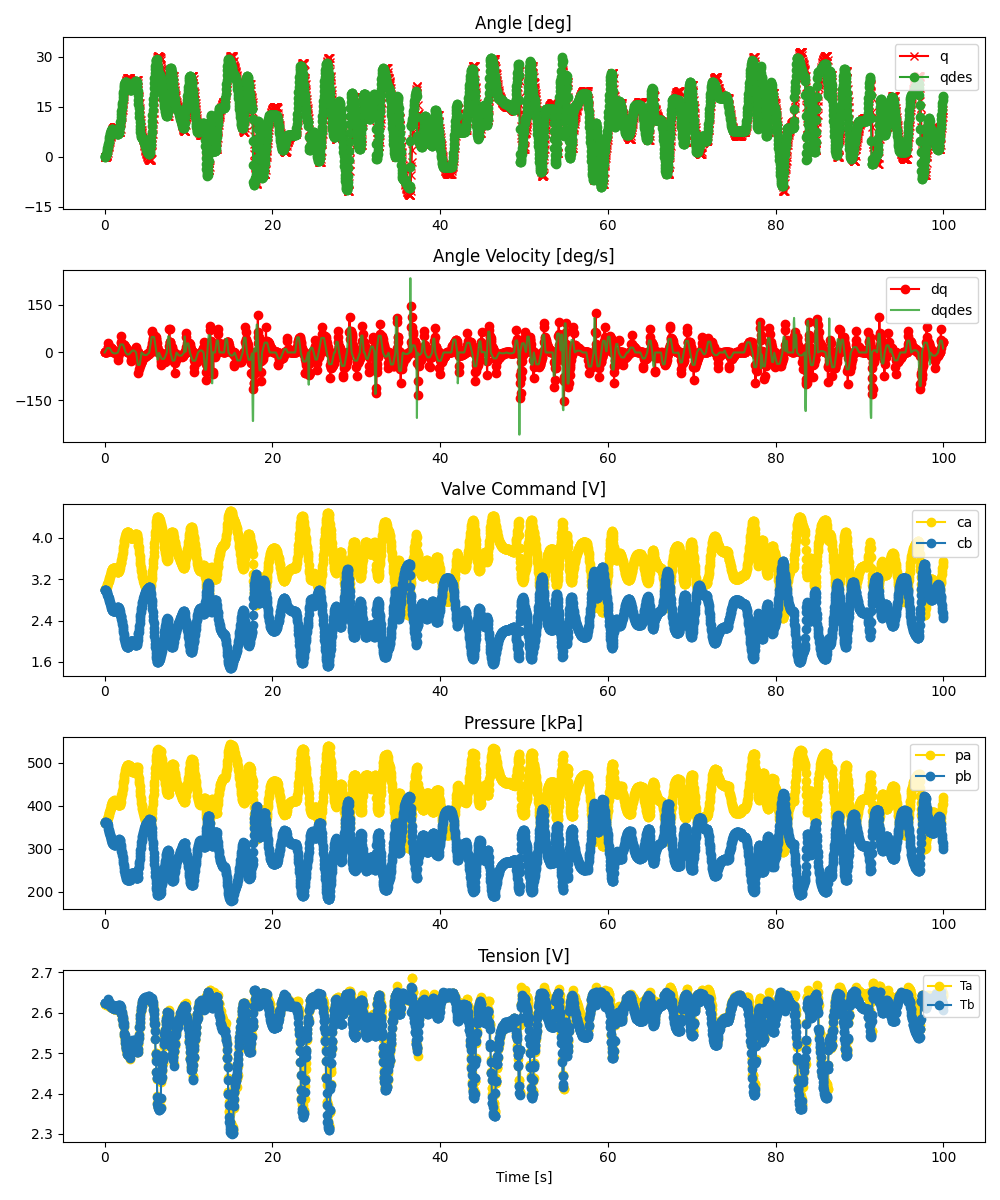 Angle [deg]
30
15
0
−15
q
qdes
0 20 40 60 80 100
Angle Velocity [deg/s]
150
0
−150
dq
dqdes
0 20 40 60 80 100
Valve Command [V]
4.0
3.2
2.4
1.6
ca
cb
0 20 40 60 80 100
Pressure [kPa]
500
400
300
200
pa
pb
0 20 40 60 80 100
Tension [V]
2.7
2.6
2.5
2.4
2.3
Ta
Tb
0 20 40 60 80 100
Time [s]